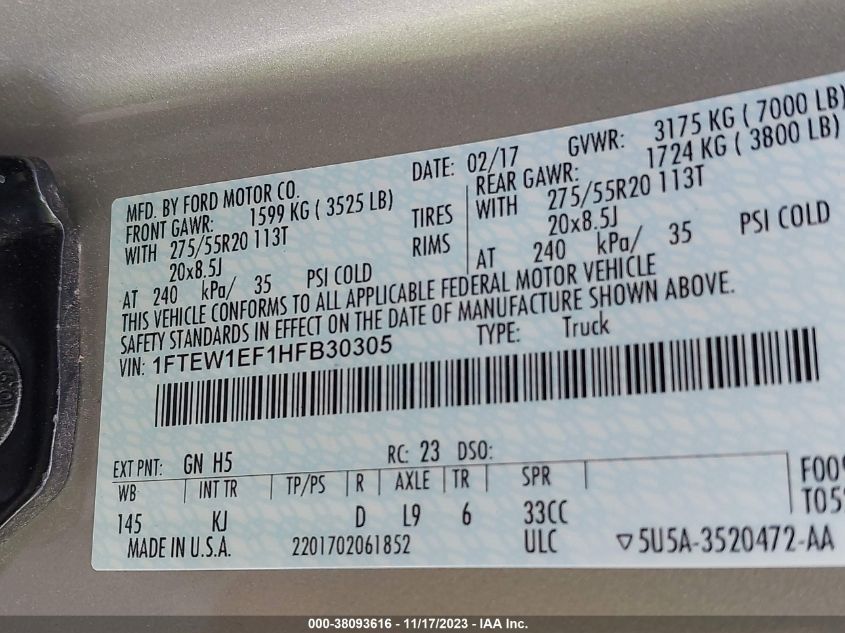 MFD. BY FORD MOTOR CO. DATE: 02/17 GVWR: 3175 KG ( 7000 LB)
FRONT GAWR: 1599 KG ( 3525 LB) REAR GAWR: 1724 KG ( 3800 LB)
WITH 275/55R20 113T TIRES WITH 275/55R20 113T
20x8.5J RIMS 20x8.5J
AT 240 kPa/ 35 PSI COLD AT 240 kPa/ 35 PSI COLD
THIS VEHICLE CONFORMS TO ALL APPLICABLE FEDERAL MOTOR VEHICLE
SAFETY STANDARDS IN EFFECT ON THE DATE OF MANUFACTURE SHOWN ABOVE.
VIN: 1FTEW1EF1HFB30305 TYPE: Truck
EXT PNT: GN H5 RC: 23 DSO:
WB INT TR TP/PS R AXLE TR SPR F009
145 KJ D L9 6 33CC T05
MADE IN U.S.A. 2201702061852 ULC ▽5U5A-3520472-AA
000-38093616 - 11/17/2023 - IAA Inc.